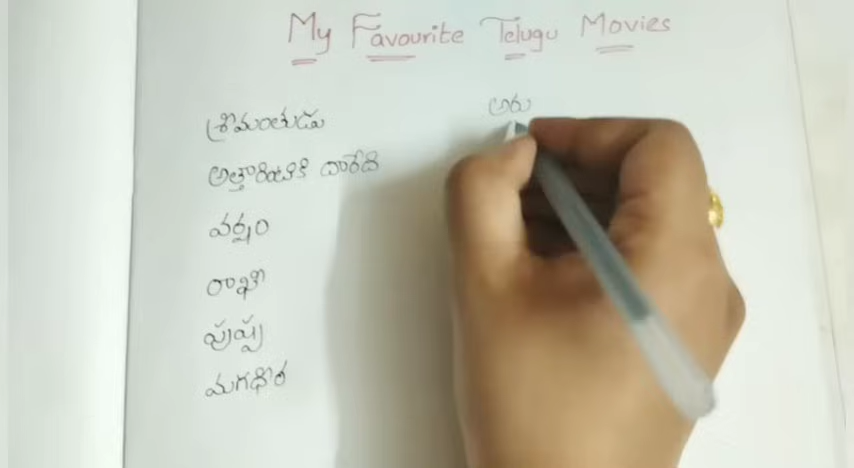 My Favourite Telugu Movies
శ్రీమంతుడు
అత్తారింటికి దారేది
వర్షం
రాఖీ
పుష్ప
మగధీర
అరు